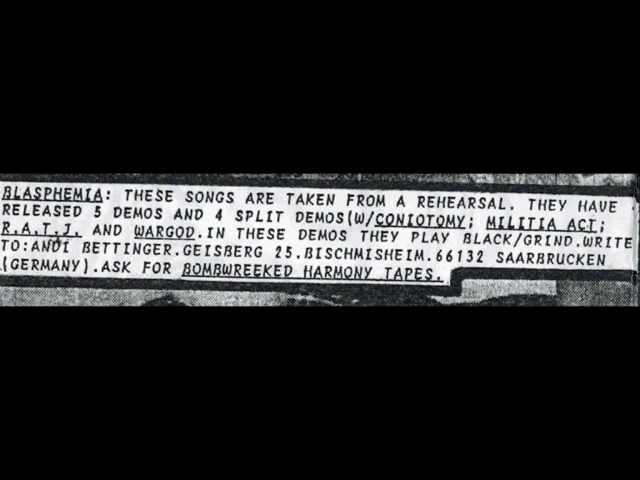 BLASPHEMIA: THESE SONGS ARE TAKEN FROM A REHEARSAL. THEY HAVE
RELEASED 5 DEMOS AND 4 SPLIT DEMOS(W/CONIOTOMY; MILITIA ACT;
R.A.T.J. AND WARGOD.IN THESE DEMOS THEY PLAY BLACK/GRIND.WRITE
TO:ANDI BETTINGER.GEISBERG 25.BISCHMISHEIM.66132 SAARBRUCKEN
(GERMANY).ASK FOR BOMBWREEKED HARMONY TAPES.